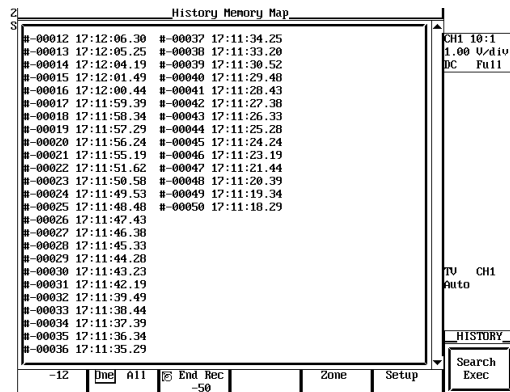 2
S
History Memory Map
#-00012 17:12:06.30 #-00037 17:11:34.25
#-00013 17:12:05.25 #-00038 17:11:33.20
#-00014 17:12:04.19 #-00039 17:11:30.52
#-00015 17:12:01.49 #-00040 17:11:29.48
#-00016 17:12:00.44 #-00041 17:11:28.43
#-00017 17:11:59.39 #-00042 17:11:27.38
#-00018 17:11:58.34 #-00043 17:11:26.33
#-00019 17:11:57.29 #-00044 17:11:25.28
#-00020 17:11:56.24 #-00045 17:11:24.24
#-00021 17:11:55.19 #-00046 17:11:23.19
#-00022 17:11:51.62 #-00047 17:11:21.44
#-00023 17:11:50.58 #-00048 17:11:20.39
#-00024 17:11:49.53 #-00049 17:11:19.34
#-00025 17:11:48.48 #-00050 17:11:18.29
#-00026 17:11:47.43
#-00027 17:11:46.38
#-00028 17:11:45.33
#-00029 17:11:44.28
#-00030 17:11:43.23
#-00031 17:11:42.19
#-00032 17:11:39.49
#-00033 17:11:38.44
#-00034 17:11:37.39
#-00035 17:11:36.34
#-00036 17:11:35.29
CH1 10:1
1.00 V/div
DC Full
TV CH1
Auto
HISTORY
Search
Exec
-12
One All
End Rec
-50
Zone
Setup